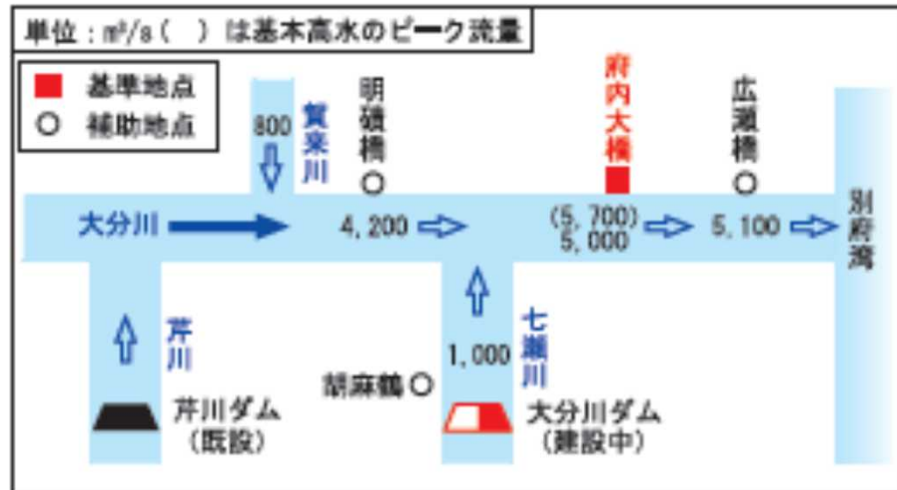 単位：㎥/s（　）は基本高水のピーク流量
基準地点
補助地点
800
賀来川
明磧橋
府内大橋
広瀬橋
大分川
4,200
(5,700)
5,000
5,100
別府湾
芹川
1,000
七瀬川
胡麻鶴
芹川ダム
(既設)
大分川ダム
(建設中)